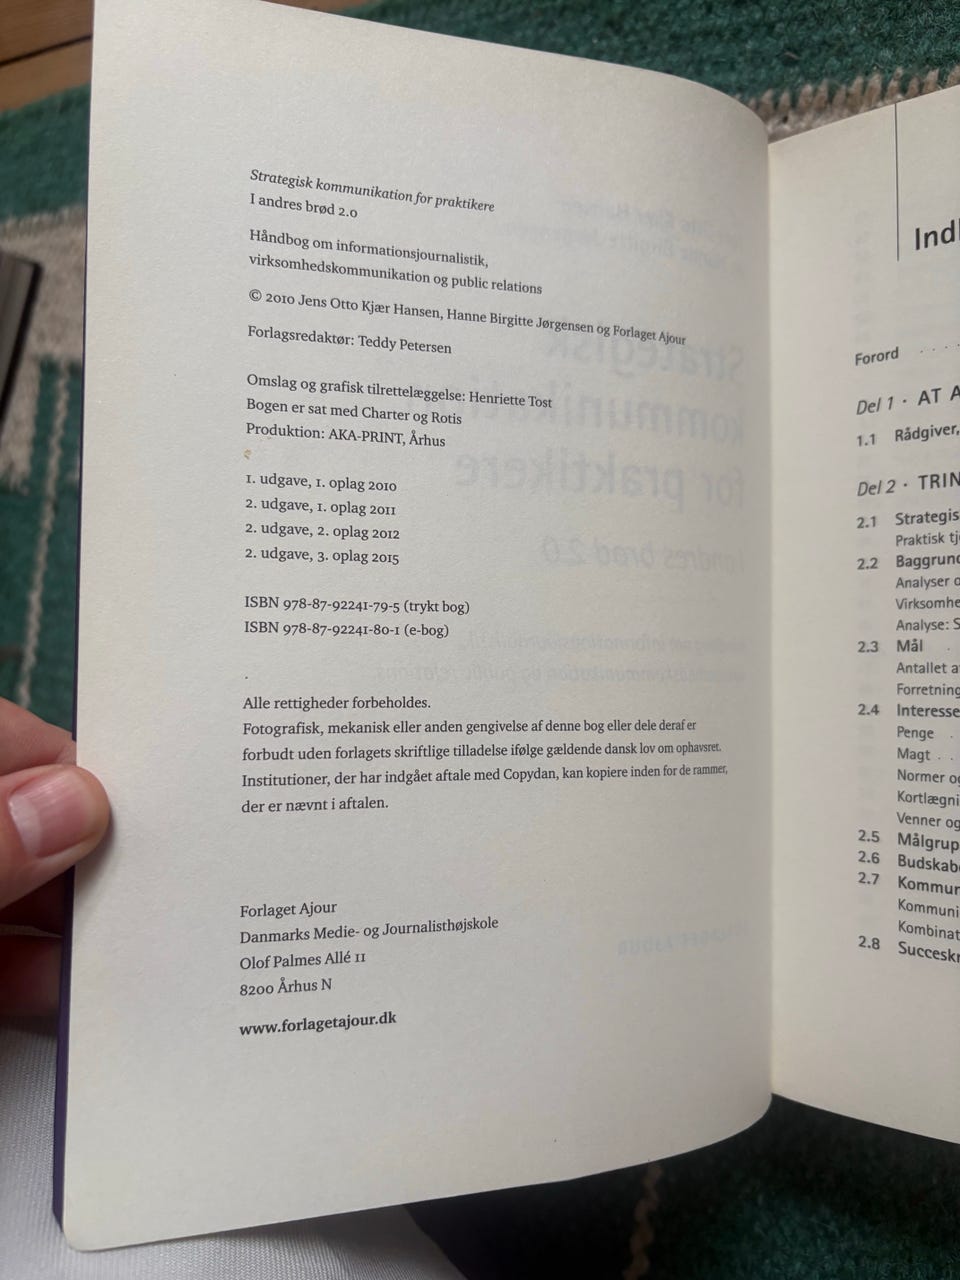 Strategisk kommunikation for praktikere
I andres brød 2.0
Håndbog om informationsjournalistik,
virksomhedskommunikation og public relations
© 2010 Jens Otto Kjær Hansen, Hanne Birgitte Jørgensen og Forlaget Ajour
Forlagsredaktør: Teddy Petersen
Omslag og grafisk tilrettelæggelse: Henriette Tost
Bogen er sat med Charter og Rotis
Produktion: AKA-PRINT, Århus
1. udgave, 1. oplag 2010
2. udgave, 1. oplag 2011
2. udgave, 2. oplag 2012
2. udgave, 3. oplag 2015
ISBN 978-87-92241-79-5 (trykt bog)
ISBN 978-87-92241-80-1 (e-bog)
Alle rettigheder forbeholdes.
Fotografisk, mekanisk eller anden gengivelse af denne bog eller dele deraf er
forbudt uden forlagets skriftlige tilladelse ifølge gældende dansk lov om ophavsret.
Institutioner, der har indgået aftale med Copydan, kan kopiere inden for de rammer,
der er nævnt i aftalen.
Forlaget Ajour
Danmarks Medie- og Journalisthøjskole
Olof Palmes Allé 11
8200 Århus N
www.forlagetajour.dk
Forord . . .
Del 1 · AT
1.1 Rådgiver,
Del 2 · TRIN
2.1 Strategis
Praktisk tj
2.2 Baggrun
Analyser o
Virksomhe
Analyse: S
2.3 Mål .
Antallet a
Forretning
2.4 Interesse
Penge .
Magt . .
Normer og
Kortlægni
Venner og
2.5 Målgrup
2.6 Budskab
2.7 Kommun
Kommuni
Kombinat
2.8 Succeskr